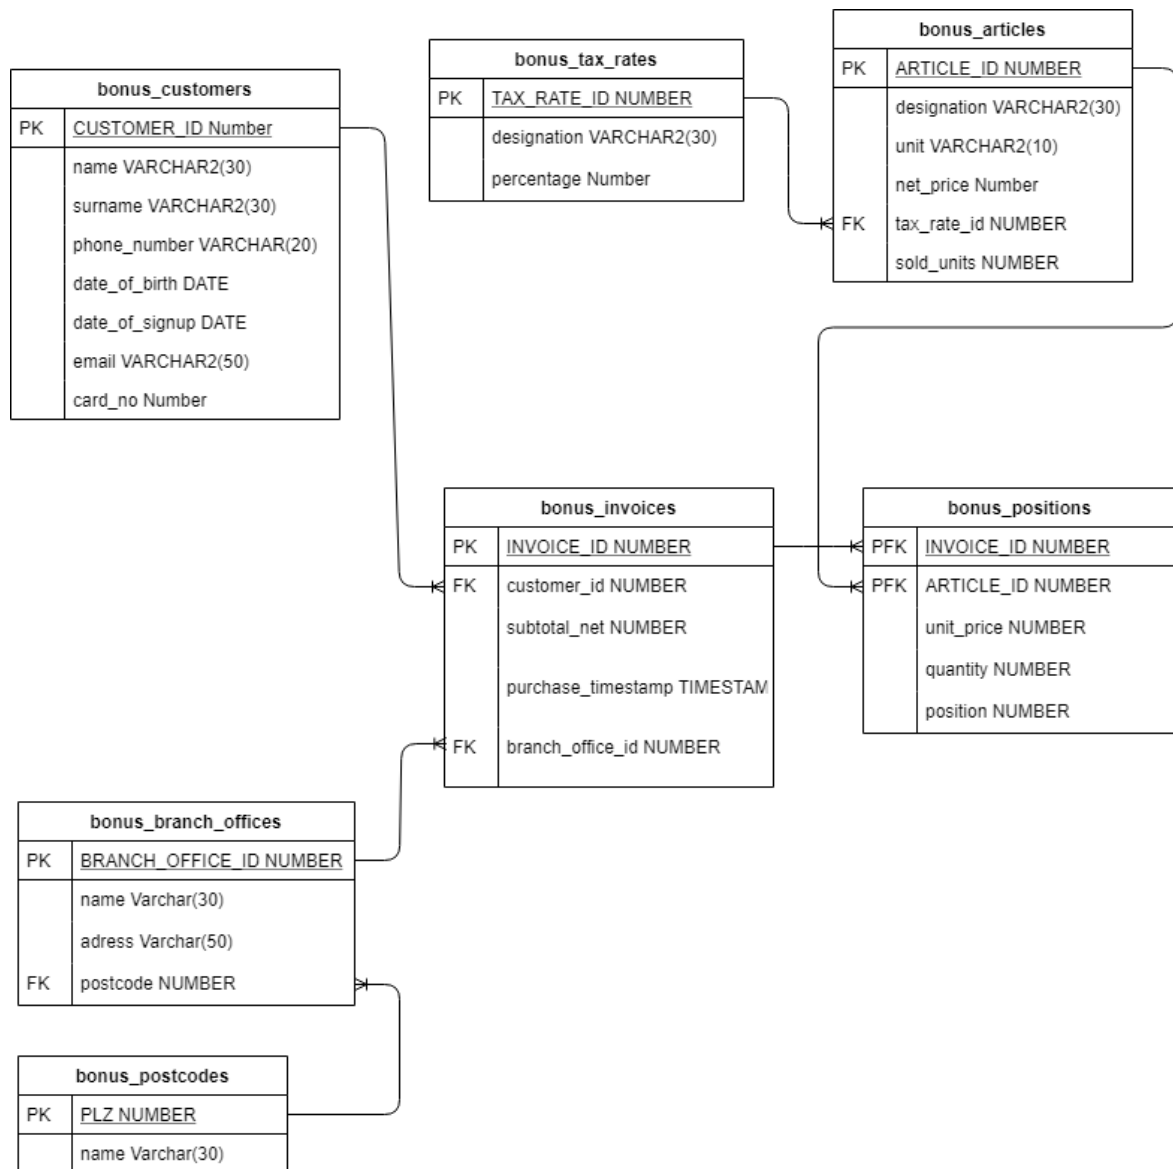 bonus_customers
PK CUSTOMER_ID Number
name VARCHAR2(30)
surname VARCHAR2(30)
phone_number VARCHAR(20)
date_of_birth DATE
date_of_signup DATE
email VARCHAR2(50)
card_no Number
bonus_tax_rates
PK TAX_RATE_ID NUMBER
designation VARCHAR2(30)
percentage Number
bonus_articles
PK ARTICLE_ID NUMBER
designation VARCHAR2(30)
unit VARCHAR2(10)
net_price Number
FK tax_rate_id NUMBER
sold_units NUMBER
bonus_invoices
PK INVOICE_ID NUMBER
FK customer_id NUMBER
subtotal_net NUMBER
purchase_timestamp TIMESTAM
FK branch_office_id NUMBER
bonus_positions
PFK INVOICE_ID NUMBER
PFK ARTICLE_ID NUMBER
unit_price NUMBER
quantity NUMBER
position NUMBER
bonus_branch_offices
PK BRANCH_OFFICE_ID NUMBER
name Varchar(30)
adress Varchar(50)
FK postcode NUMBER
bonus_postcodes
PK PLZ NUMBER
name Varchar(30)